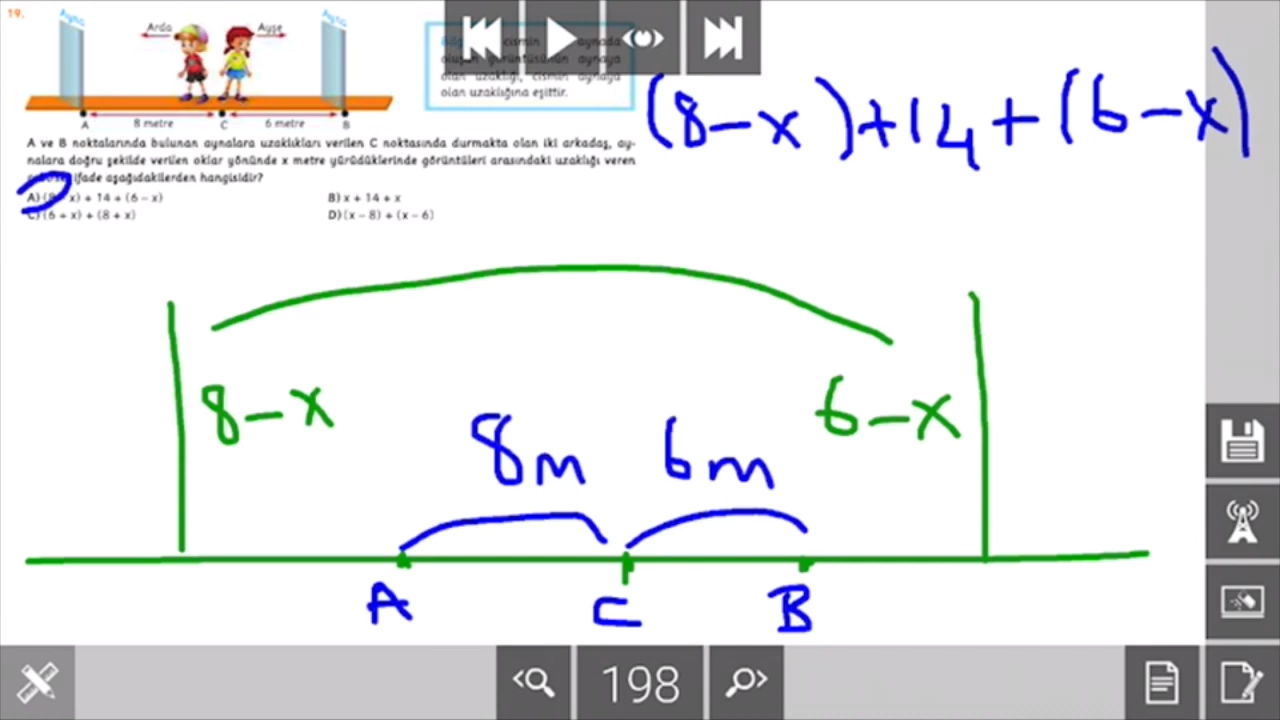 19.
Ayna
Arda
Ayşe
Ayna
cismin aynada
oluşan görüntüsünün aynaya
olan uzaklığı, cismin aynaya
olan uzaklığına eşittir.
A 8 metre C 6 metre B
A ve B noktalarında bulunan aynalara uzaklıkları verilen C noktasında durmakta olan iki arkadaş, ay-
nalara doğru şekilde verilen oklar yönünde x metre yürüdüklerinde görüntüleri arasındaki uzaklığı veren
ifade aşağıdakilerden hangisidir?
A) (8 - x) + 14 + (6 - x)
B) x + 14 + x
C) (6 + x) + (8 + x)
D) (x - 8) + (x - 6)
(8-x)+14+(6-x)
8-x
6-x
8m 6m
A C B
198